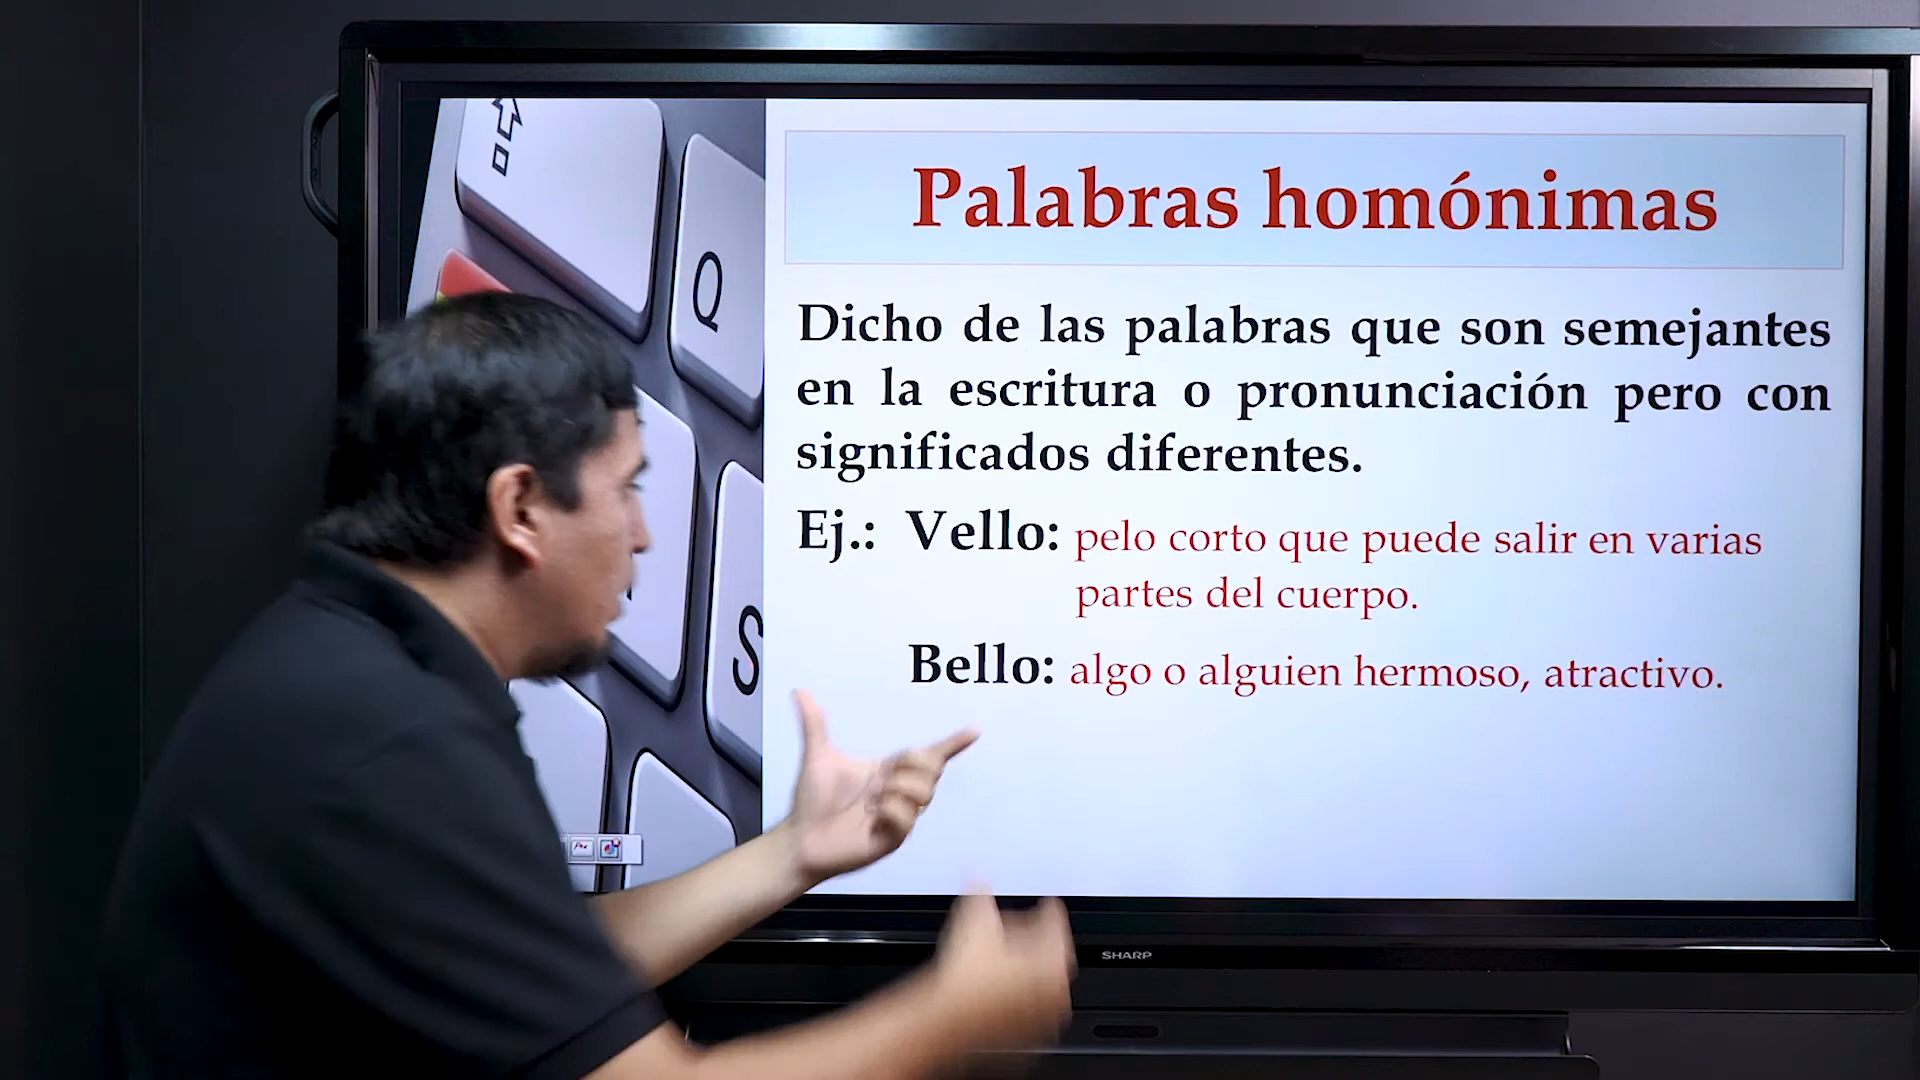 Q
S
Palabras homónimas
Dicho de las palabras que son semejantes
en la escritura o pronunciación pero con
significados diferentes.
Ej.: Vello: pelo corto que puede salir en varias
partes del cuerpo.
Bello: algo o alguien hermoso, atractivo.
SHARP